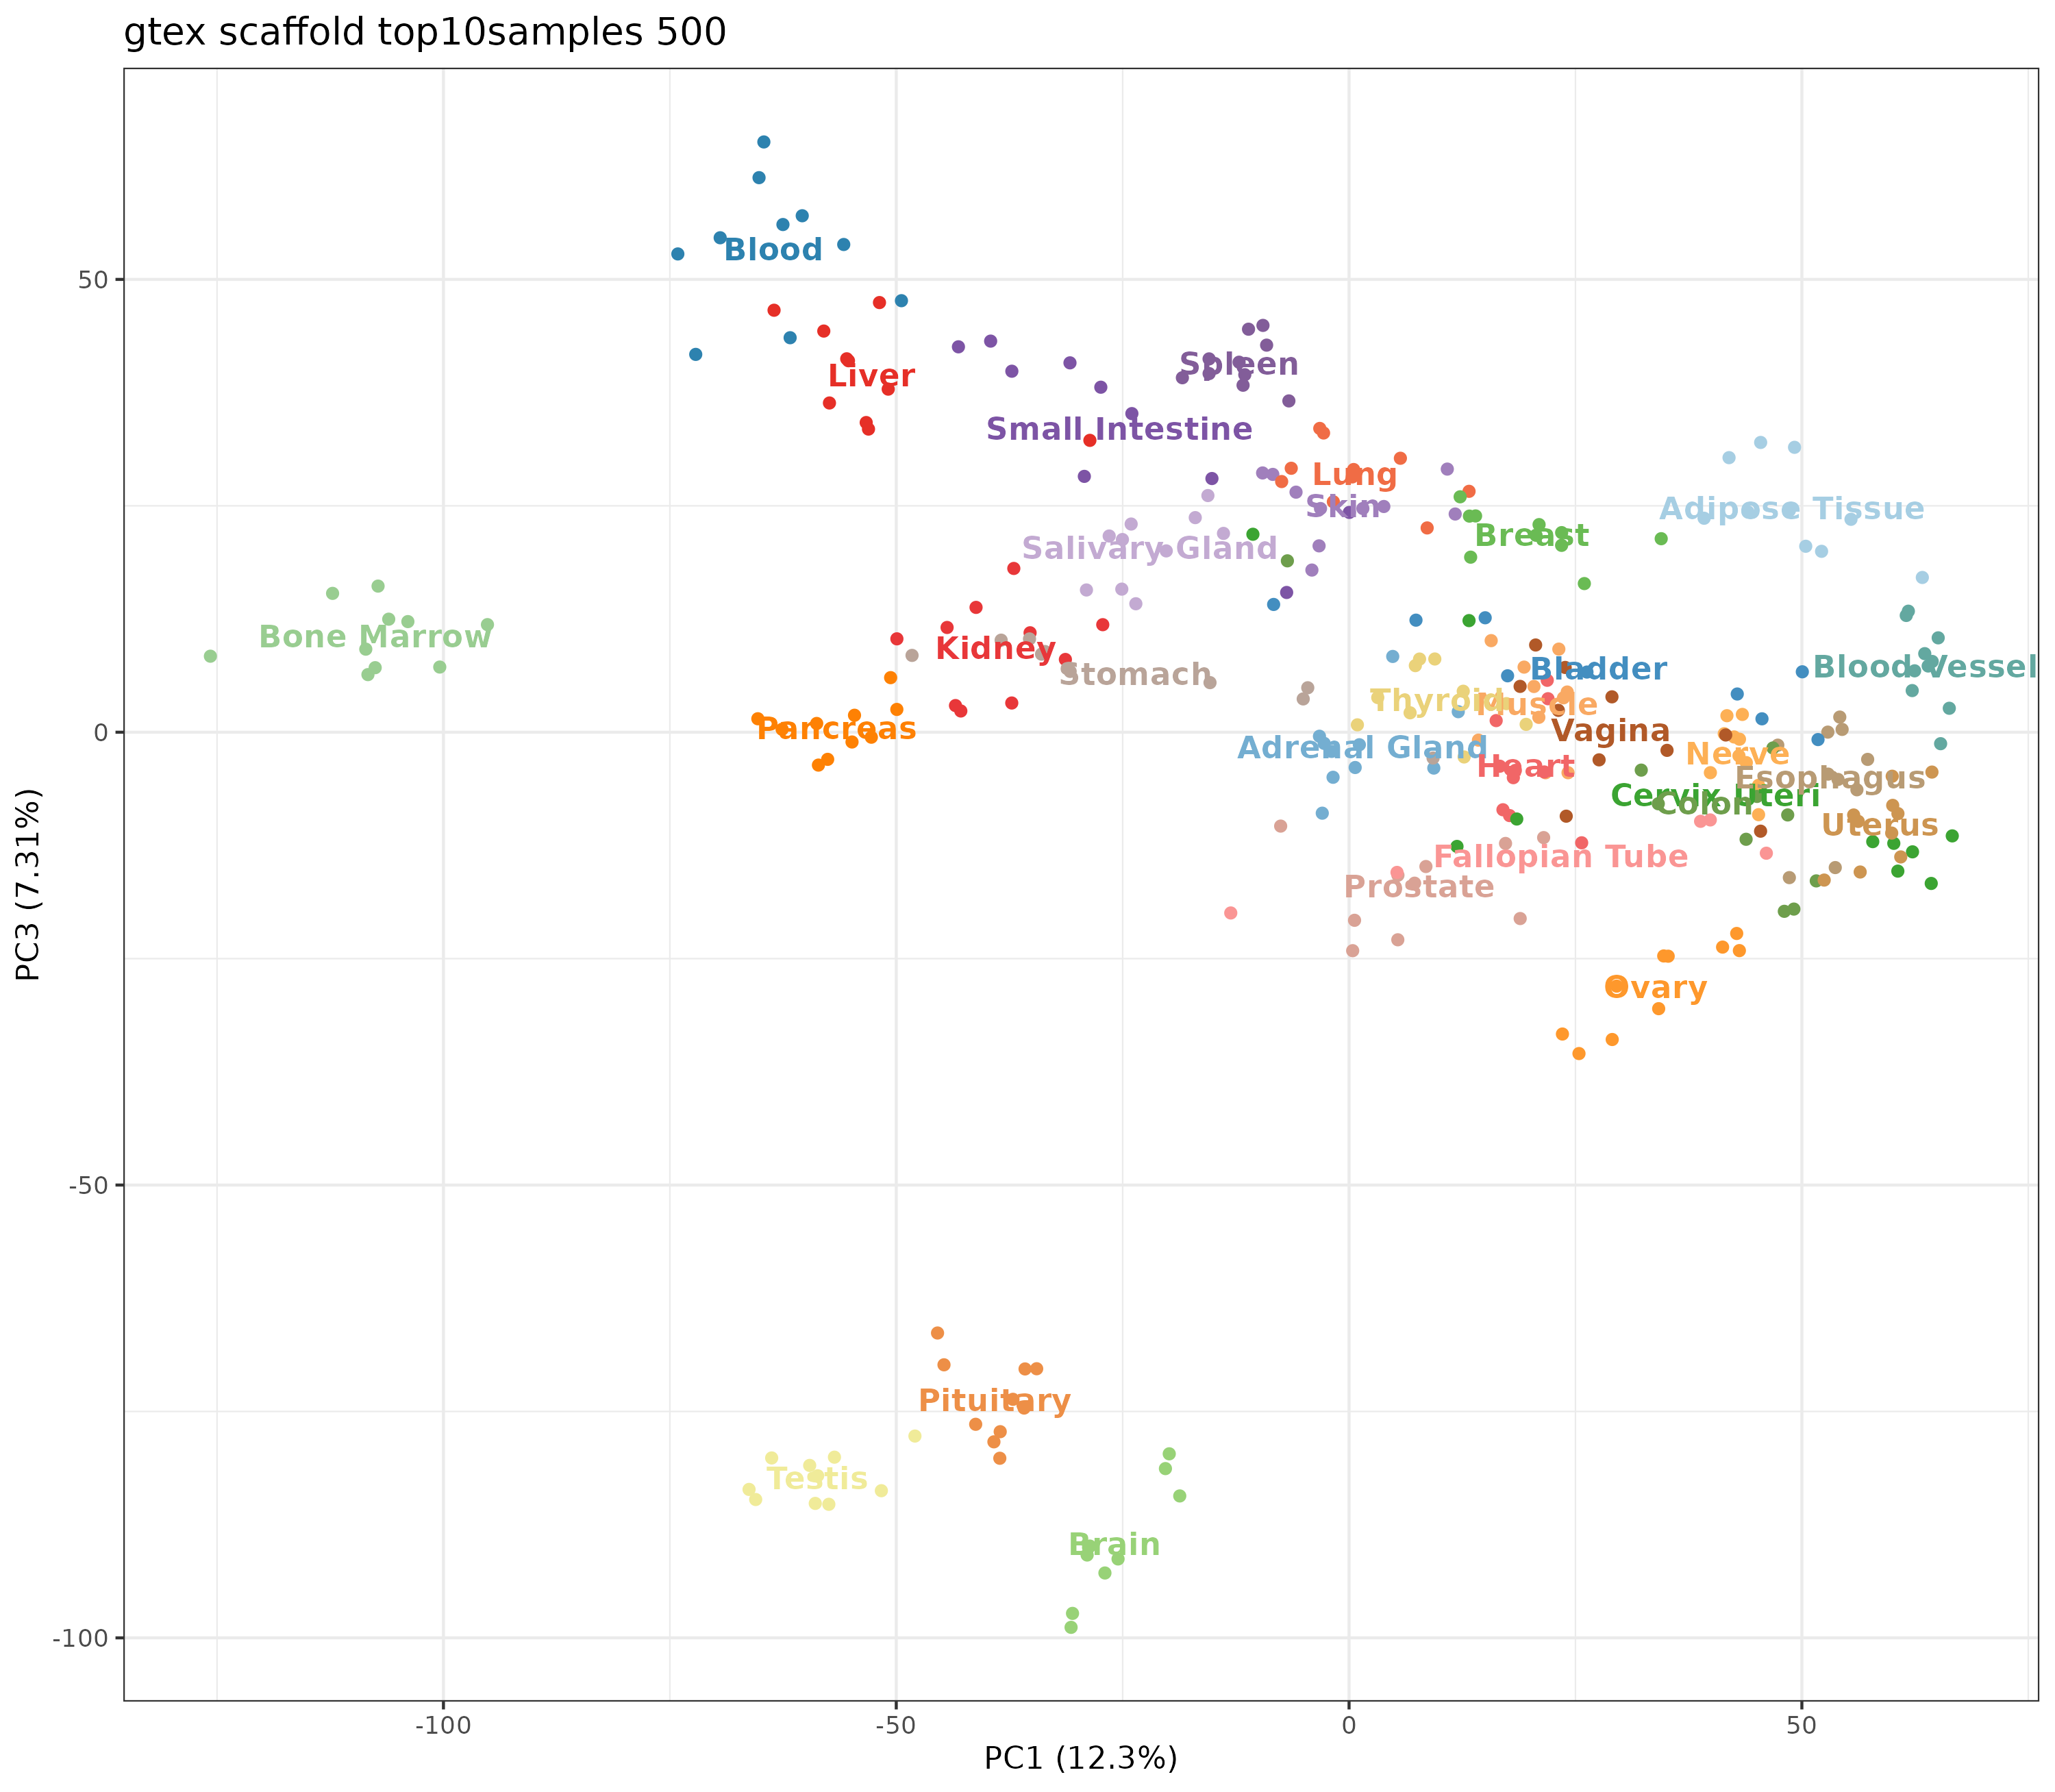 gtex scaffold top10samples 500
Blood
50
Liver
Spleen
Small Intestine
Lung
Skin
Adipose Tissue
Breast
Salivary Gland
Bone Marrow
Kidney
Stomach
Bladder
Blood Vessel
Thyroid
Muscle
0
Pancreas
Vagina
Adrenal Gland
Nerve
Heart
Esophagus
Cervix Uteri
Colon
Uterus
Fallopian Tube
Prostate
PC3 (7.31%)
Ovary
-50
Pituitary
Testis
Brain
-100
-100
-50
0
50
PC1 (12.3%)